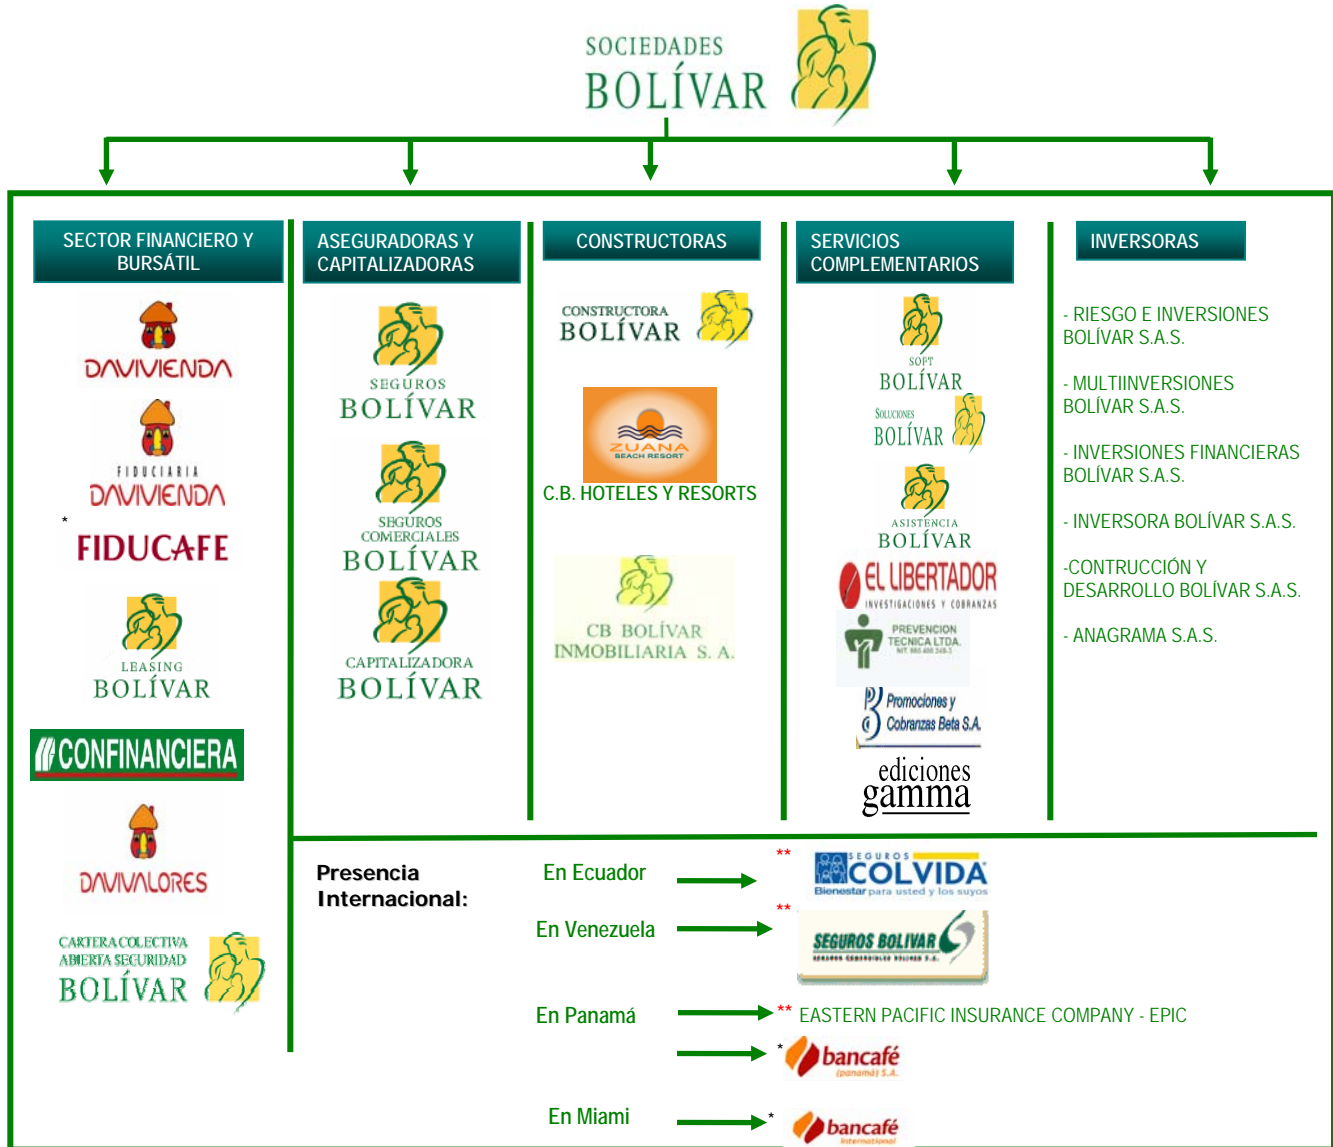 SOCIEDADES
BOLÍVAR
SECTOR FINANCIERO Y
BURSÁTIL
DAVIVIENDA
FIDUCIARIA
DAVIVIENDA
*
FIDUCAFE
LEASING
BOLÍVAR
CONFINANCIERA
DAVIVALORES
CARTERA COLECTIVA
ABIERTA SEGURIDAD
BOLÍVAR
ASEGURADORAS Y
CAPITALIZADORAS
SEGUROS
BOLÍVAR
SEGUROS
COMERCIALES
BOLÍVAR
CAPITALIZADORA
BOLÍVAR
CONSTRUCTORAS
CONSTRUCTORA
BOLÍVAR
ZUANA
BEACH RESORT
C.B. HOTELES Y RESORTS
CB BOLÍVAR
INMOBILIARIA S. A.
SERVICIOS
COMPLEMENTARIOS
SOFT
BOLÍVAR
SOLUCIONES
BOLÍVAR
ASISTENCIA
BOLÍVAR
EL LIBERTADOR
INVESTIGACIONES Y COBRANZAS
PREVENCION
TECNICA LTDA.
Promociones y
Cobranzas Beta S.A.
ediciones
gamma
INVERSORAS
- RIESGO E INVERSIONES
BOLÍVAR S.A.S.
- MULTIINVERSIONES
BOLÍVAR S.A.S.
- INVERSIONES FINANCIERAS
BOLÍVAR S.A.S.
- INVERSORA BOLÍVAR S.A.S.
-CONTRUCCIÓN Y
DESARROLLO BOLÍVAR S.A.S.
- ANAGRAMA S.A.S.
Presencia
Internacional:
En Ecuador
**
SEGUROS
COLVIDA
Bienestar para usted y los suyos
En Venezuela
**
SEGUROS BOLIVAR
En Panamá
** EASTERN PACIFIC INSURANCE COMPANY - EPIC
*
bancafé
(panamá) S.A.
En Miami
*
bancafé
international